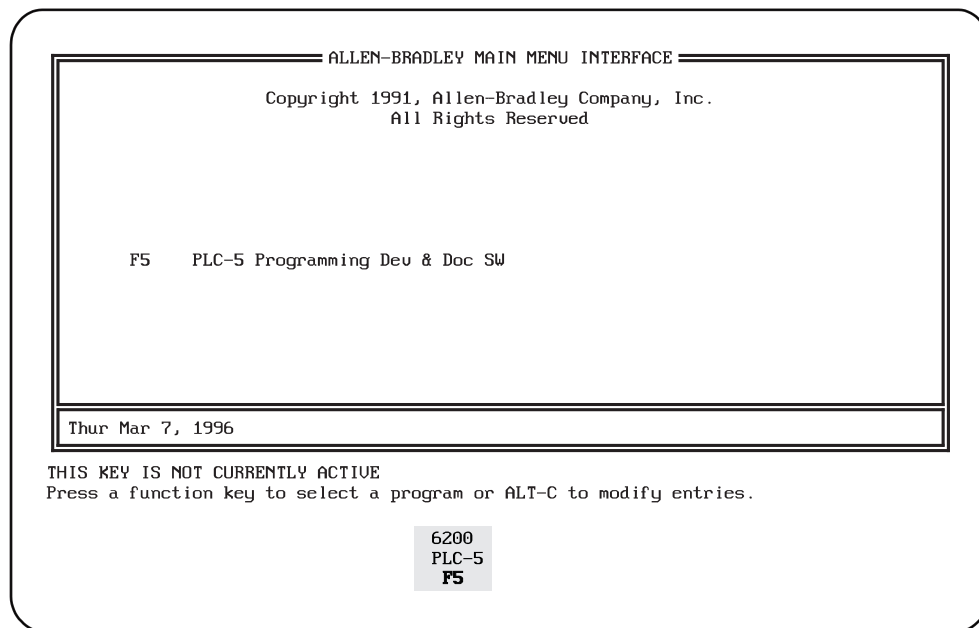 ALLEN-BRADLEY MAIN MENU INTERFACE
Copyright 1991, Allen-Bradley Company, Inc.
All Rights Reserved
F5 PLC-5 Programming Dev & Doc SW
Thur Mar 7, 1996
THIS KEY IS NOT CURRENTLY ACTIVE
Press a function key to select a program or ALT-C to modify entries.
6200
PLC-5
F5